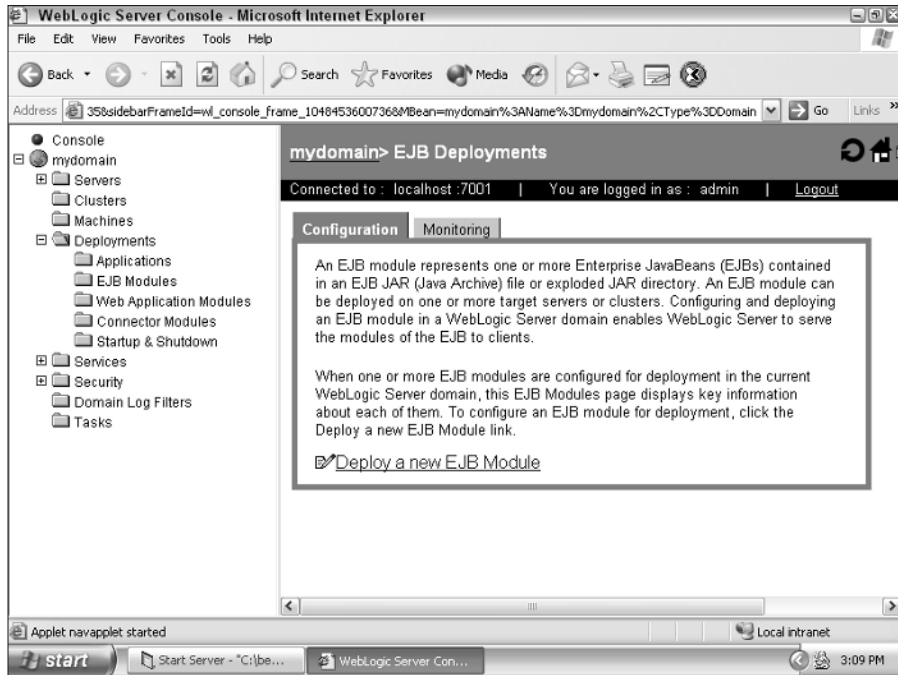 WebLogic Server Console - Microsoft Internet Explorer
File Edit View Favorites Tools Help
Back Search Favorites Media
Address 35&sidebarFrameId=wl_console_frame_1048453600736&MBean=mydomain%3AName%3Dmydomain%2CType%3DDomain Go Links »
Console
mydomain
Servers
Clusters
Machines
Deployments
Applications
EJB Modules
Web Application Modules
Connector Modules
Startup & Shutdown
Services
Security
Domain Log Filters
Tasks
mydomain> EJB Deployments
Connected to : localhost :7001 | You are logged in as : admin | Logout
Configuration Monitoring
An EJB module represents one or more Enterprise JavaBeans (EJBs) contained
in an EJB JAR (Java Archive) file or exploded JAR directory. An EJB module can
be deployed on one or more target servers or clusters. Configuring and deploying
an EJB module in a WebLogic Server domain enables WebLogic Server to serve
the modules of the EJB to clients.
When one or more EJB modules are configured for deployment in the current
WebLogic Server domain, this EJB Modules page displays key information
about each of them. To configure an EJB module for deployment, click the
Deploy a new EJB Module link.
Deploy a new EJB Module
Applet navapplet started Local intranet
start Start Server - "C:\be... WebLogic Server Con... 3:09 PM